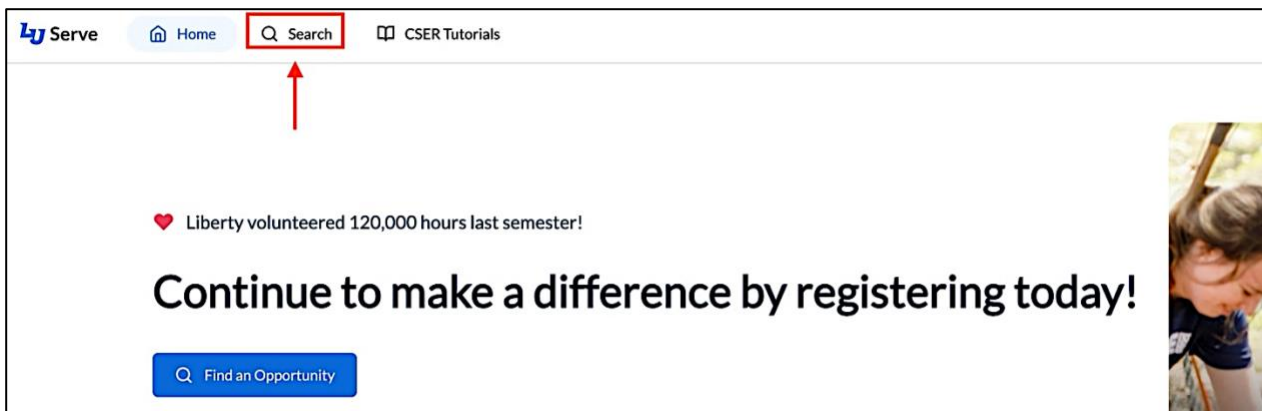 LU Serve Home Search CSER Tutorials
Liberty volunteered 120,000 hours last semester!
Continue to make a difference by registering today!
Find an Opportunity